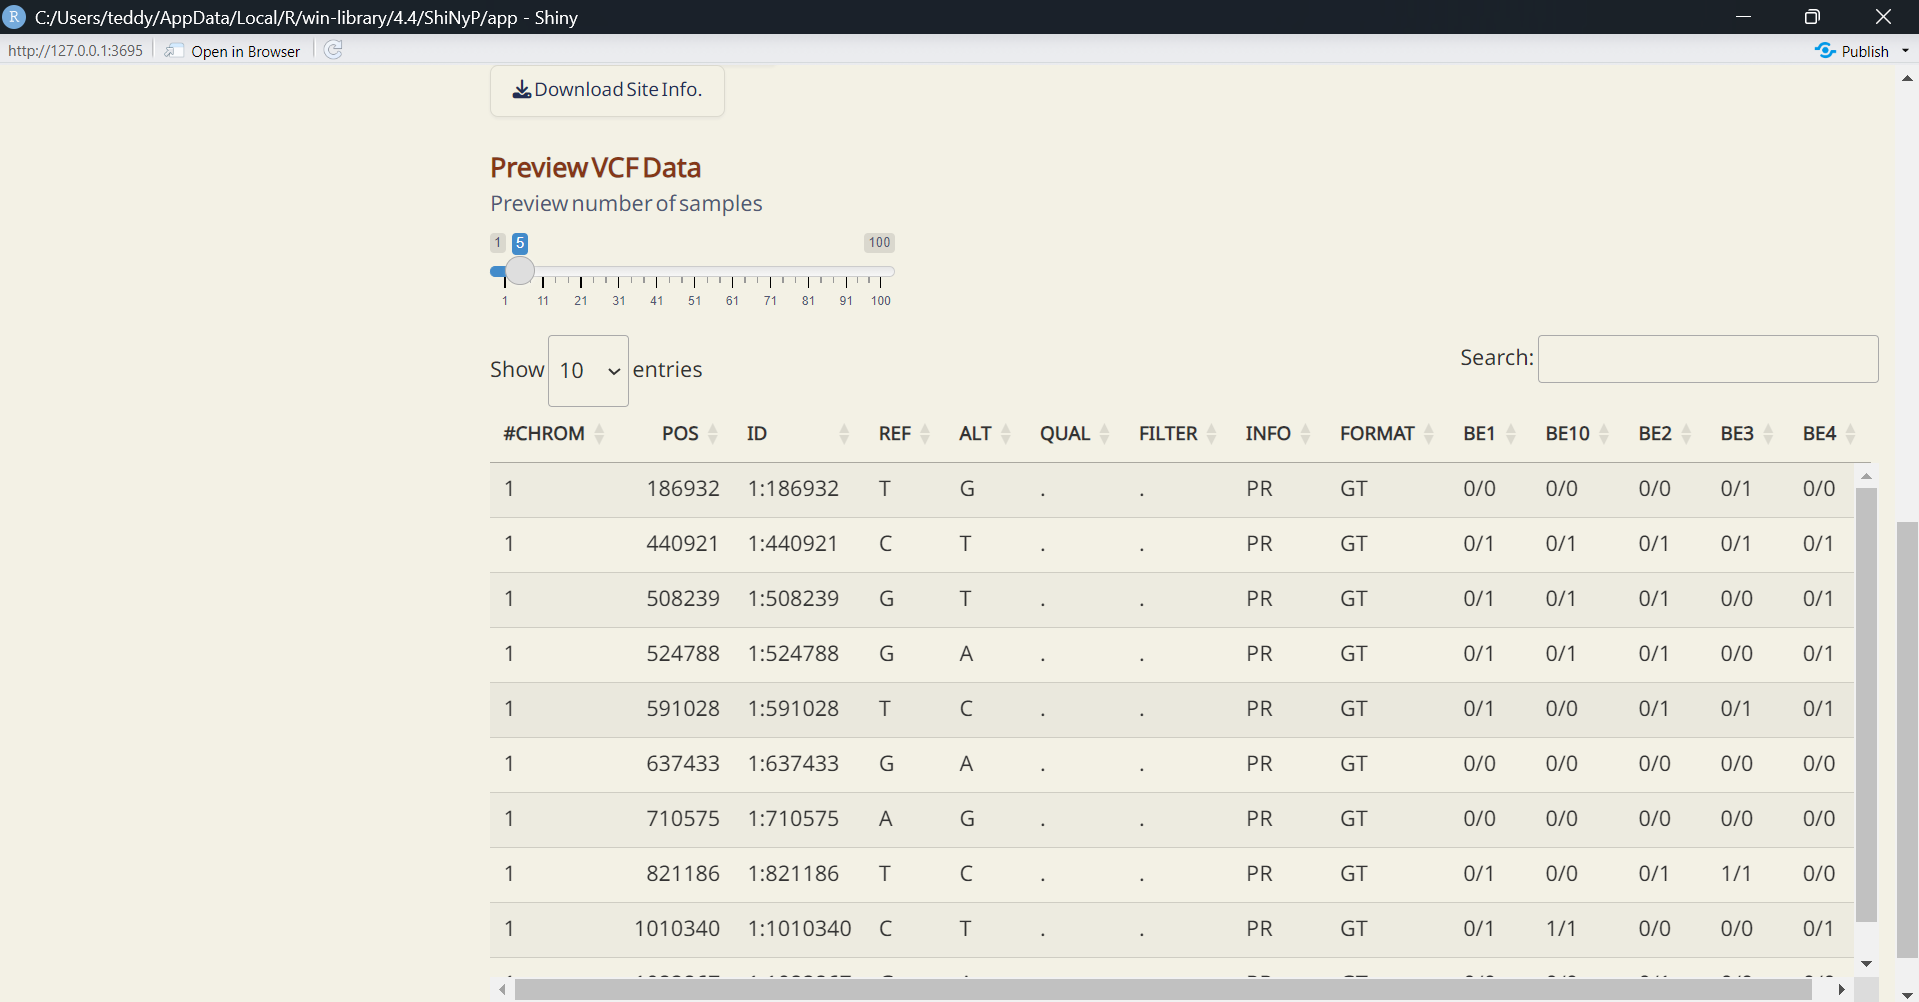 R C:/Users/teddy/AppData/Local/R/win-library/4.4/ShiNyP/app - Shiny
http://127.0.0.1:3695 Open in Browser Publish
Download Site Info.
Preview VCF Data
Preview number of samples
1 5 100
1 11 21 31 41 51 61 71 81 91 100
Show 10 entries Search:
#CHROM POS ID REF ALT QUAL FILTER INFO FORMAT BE1 BE10 BE2 BE3 BE4
1 186932 1:186932 T G . . PR GT 0/0 0/0 0/0 0/1 0/0
1 440921 1:440921 C T . . PR GT 0/1 0/1 0/1 0/1 0/1
1 508239 1:508239 G T . . PR GT 0/1 0/1 0/1 0/0 0/1
1 524788 1:524788 G A . . PR GT 0/1 0/1 0/1 0/0 0/1
1 591028 1:591028 T C . . PR GT 0/1 0/0 0/1 0/1 0/1
1 637433 1:637433 G A . . PR GT 0/0 0/0 0/0 0/0 0/0
1 710575 1:710575 A G . . PR GT 0/0 0/0 0/0 0/0 0/0
1 821186 1:821186 T C . . PR GT 0/1 0/0 0/1 1/1 0/0
1 1010340 1:1010340 C T . . PR GT 0/1 1/1 0/0 0/0 0/1